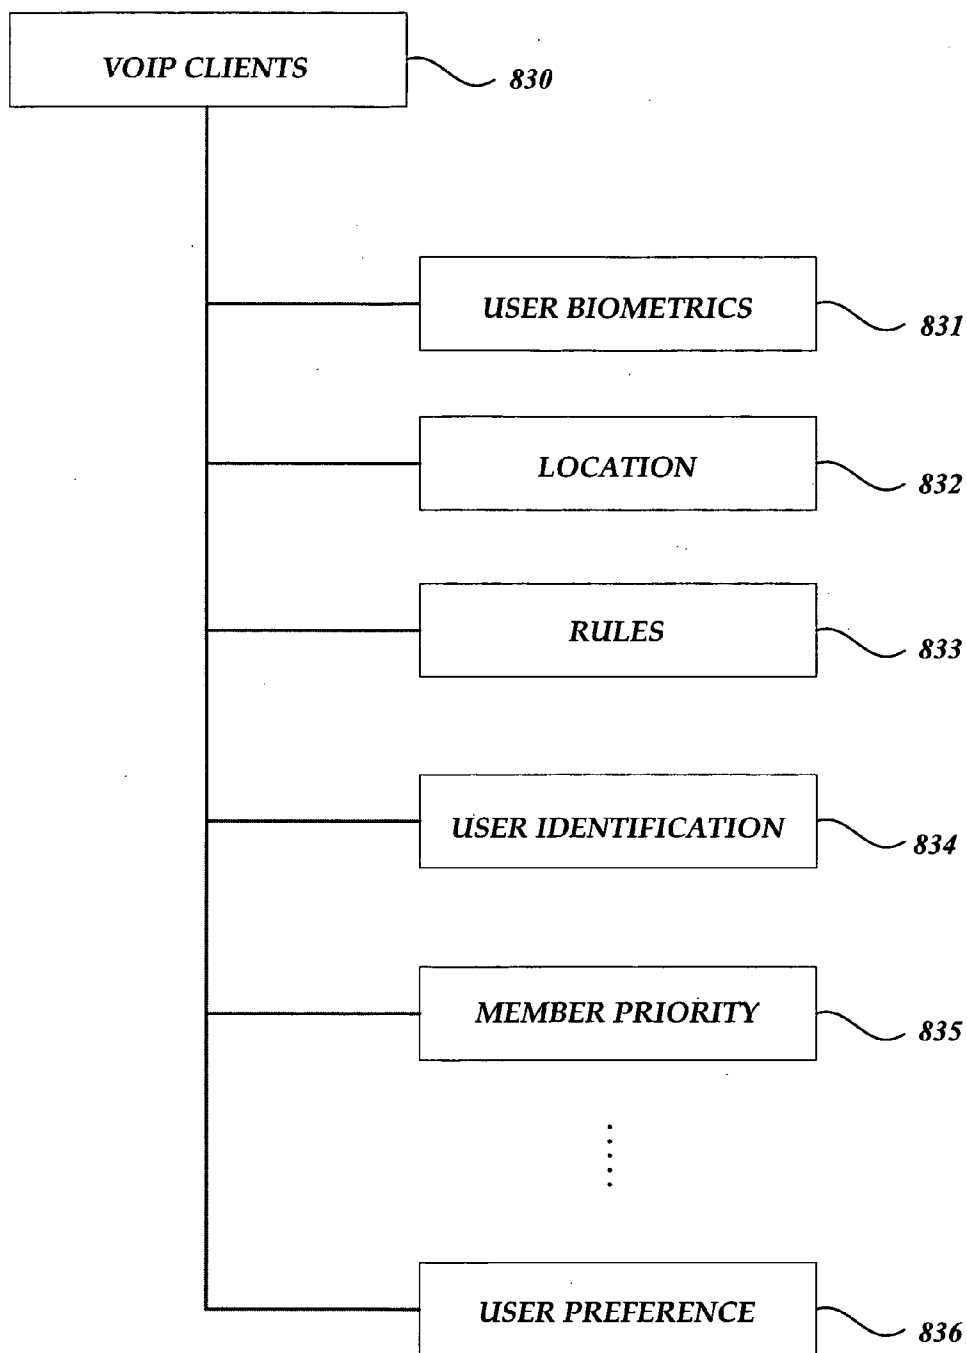 VOIP CLIENTS
830
USER BIOMETRICS
831
LOCATION
832
RULES
833
USER IDENTIFICATION
834
MEMBER PRIORITY
835
USER PREFERENCE
836